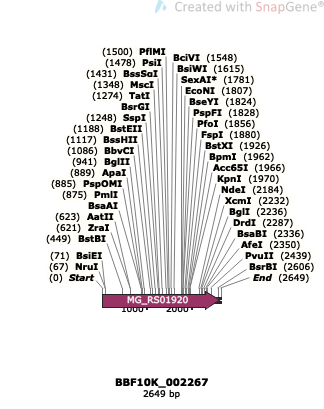 Created with SnapGene®
(1500) PflMI
(1478) PsiI
(1431) BssSαI
(1348) MscI
(1274) TatI
BsrGI
(1248) SspI
(1188) BstEII
(1117) BssHII
(1086) BbvCI
(941) BglII
(889) ApaI
(885) PspOMI
(875) PmlI
BsaAI
(623) AatII
(621) ZraI
(449) BstBI
(71) BsiEI
(67) NruI
(0) Start
BciVI (1548)
BsiWI (1615)
SexAI* (1781)
EcoNI (1807)
BseYI (1824)
PspFI (1828)
PfoI (1856)
FspI (1880)
BstXI (1926)
BpmI (1962)
Acc65I (1966)
KpnI (1970)
NdeI (2184)
XcmI (2232)
BglI (2236)
DrdI (2287)
BsaBI (2336)
AfeI (2350)
PvuII (2439)
BsrBI (2606)
End (2649)
MG_RS01920
BBF10K_002267
2649 bp